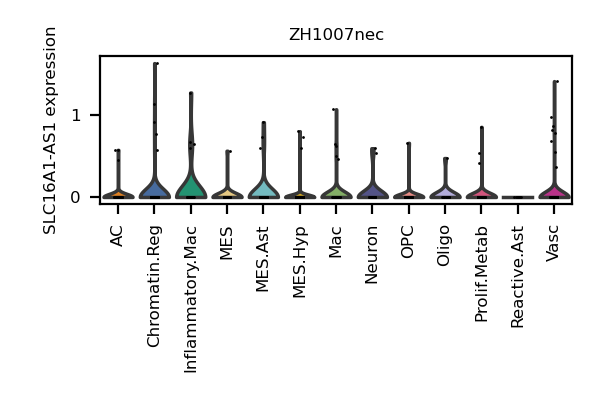 ZH1007nec
SLC16A1-AS1 expression
1
0
AC
Chromatin.Reg
Inflammatory.Mac
MES
MES.Ast
MES.Hyp
Mac
Neuron
OPC
Oligo
Prolif.Metab
Reactive.Ast
Vasc